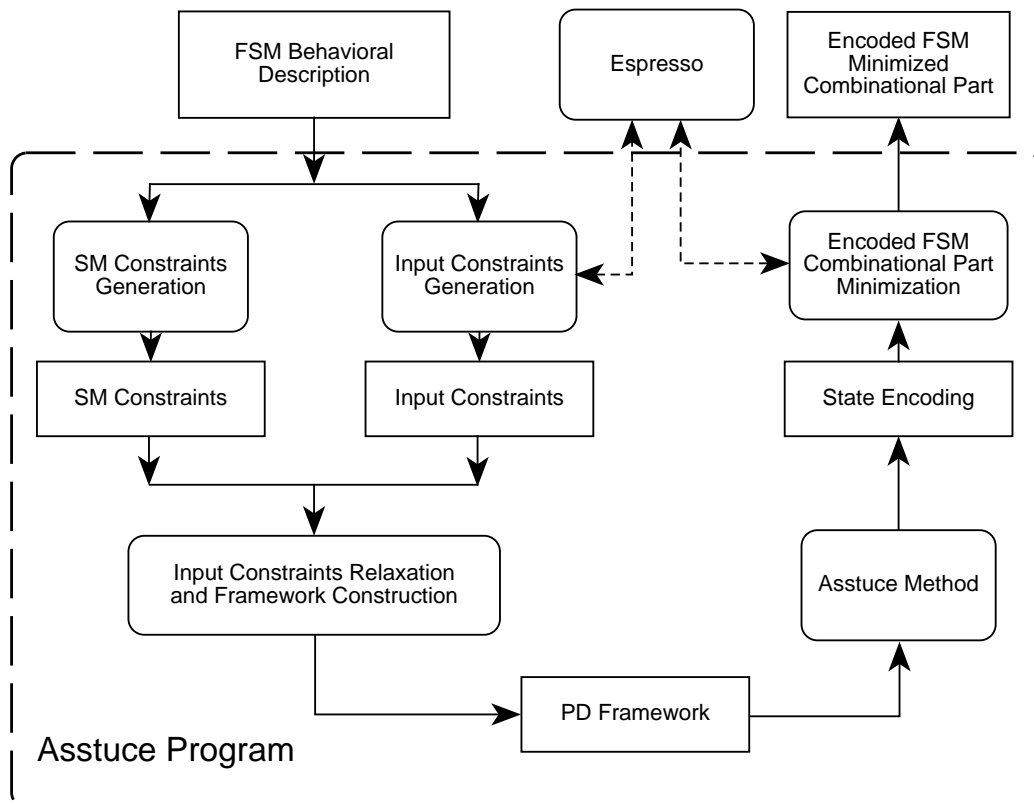 FSM Behavioral
Description
Espresso
Encoded FSM
Minimized
Combinational Part
SM Constraints
Generation
Input Constraints
Generation
Encoded FSM
Combinational Part
Minimization
SM Constraints
Input Constraints
State Encoding
Input Constraints Relaxation
and Framework Construction
Asstuce Method
PD Framework
Asstuce Program